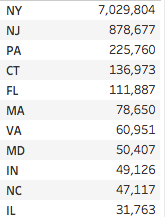 NY 7,029,804
NJ 878,677
PA 225,760
CT 136,973
FL 111,887
MA 78,650
VA 60,951
MD 50,407
IN 49,126
NC 47,117
IL 31,763